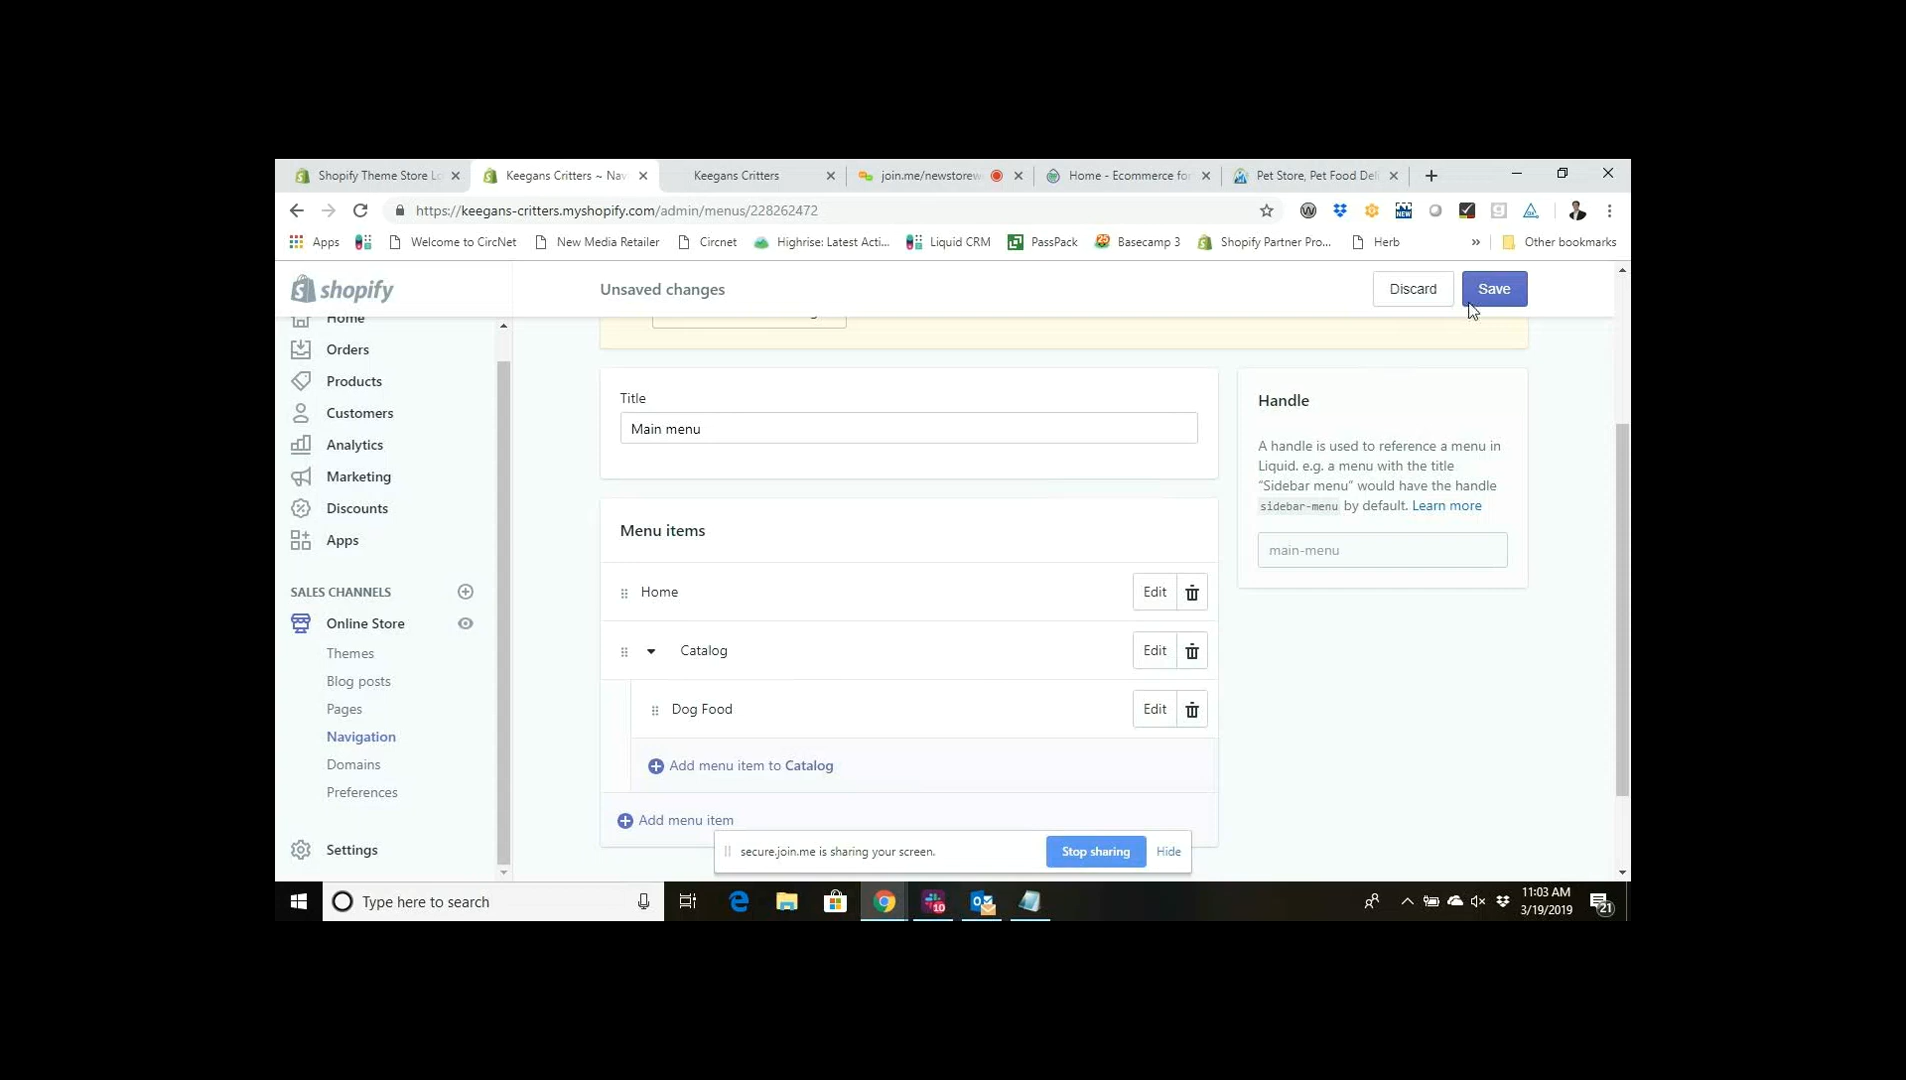 Shopify Theme Store Lo
Keegans Critters ~ Nav
Keegans Critters
join.me/newstorewe
Home - Ecommerce for
Pet Store, Pet Food Deli
https://keegans-critters.myshopify.com/admin/menus/228262472
Apps
Welcome to CircNet
New Media Retailer
Circnet
Highrise: Latest Acti...
Liquid CRM
PassPack
Basecamp 3
Shopify Partner Pro...
Herb
»
Other bookmarks
shopify
Unsaved changes
Discard
Save
Home
Orders
Products
Customers
Analytics
Marketing
Discounts
Apps
SALES CHANNELS
Online Store
Themes
Blog posts
Pages
Navigation
Domains
Preferences
Settings
Title
Main menu
Menu items
Home
Edit
Catalog
Edit
Dog Food
Edit
Add menu item to Catalog
Add menu item
Handle
A handle is used to reference a menu in
Liquid. e.g. a menu with the title
“Sidebar menu” would have the handle
sidebar-menu by default. Learn more
main-menu
secure.join.me is sharing your screen.
Stop sharing
Hide
Type here to search
10
11:03 AM
3/19/2019
21